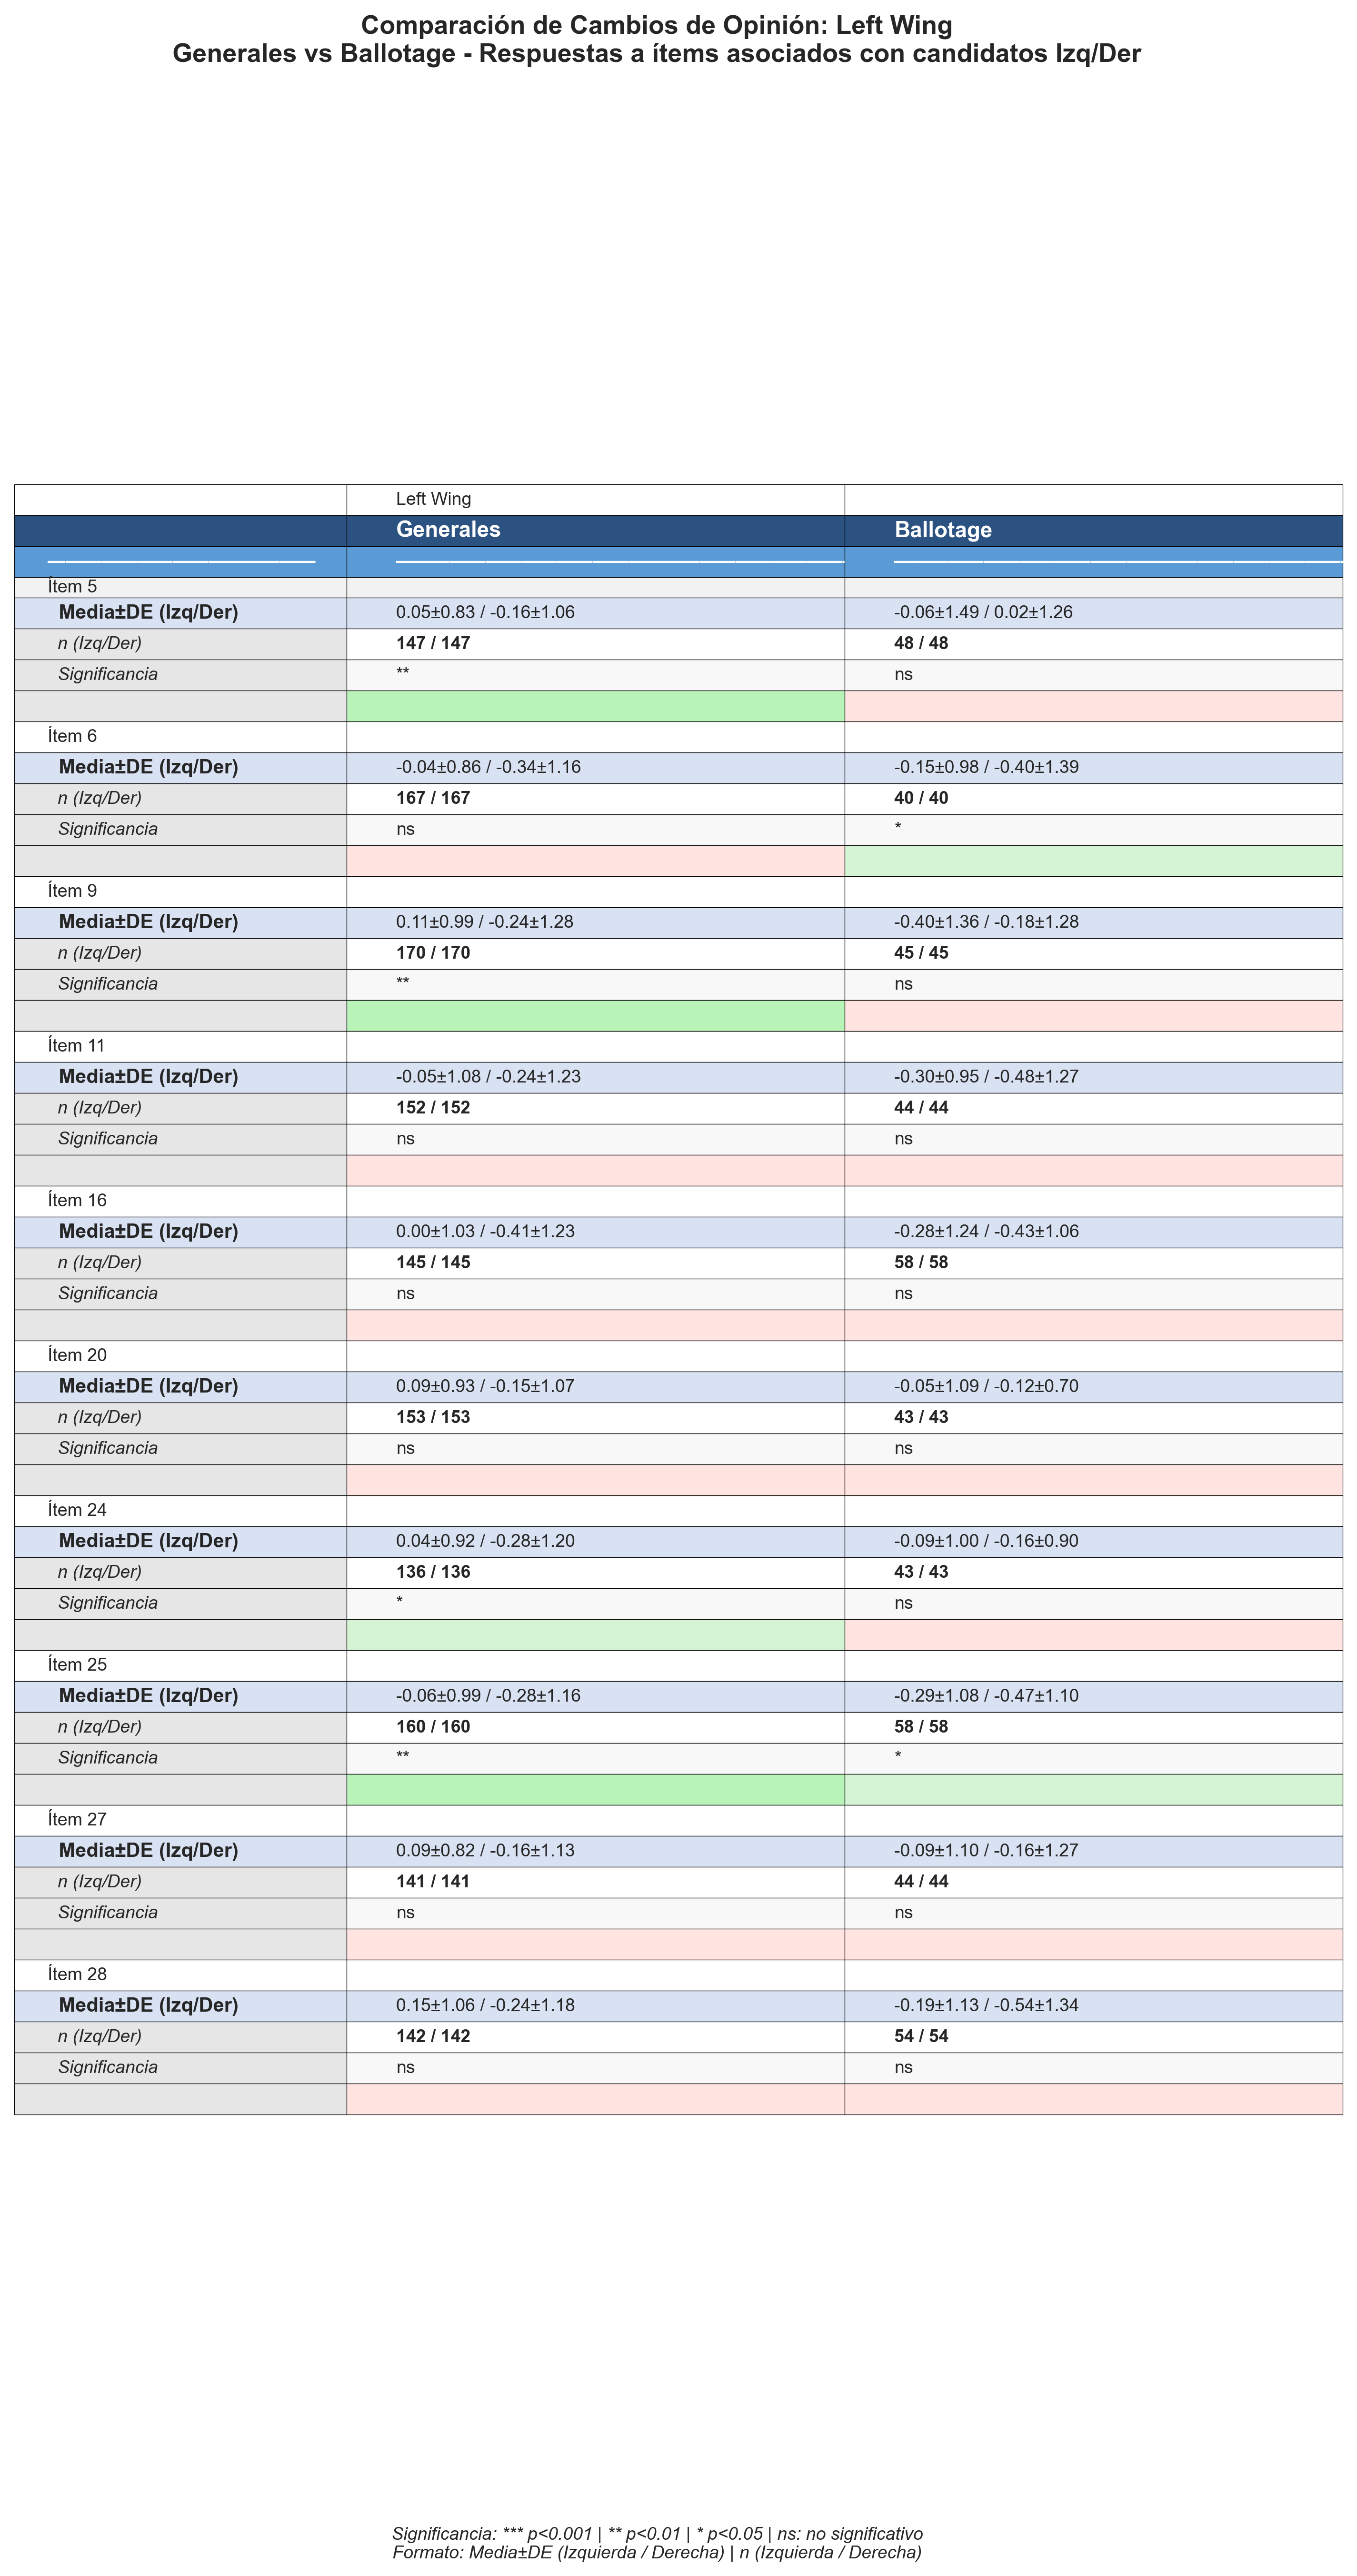 Comparación de Cambios de Opinión: Left Wing
Generales vs Ballotage - Respuestas a ítems asociados con candidatos Izq/Der
Left Wing
Generales Ballotage
Ítem 5
Media±DE (Izq/Der) 0.05±0.83 / -0.16±1.06 -0.06±1.49 / 0.02±1.26
n (Izq/Der) 147 / 147 48 / 48
Significancia ** ns
Ítem 6
Media±DE (Izq/Der) -0.04±0.86 / -0.34±1.16 -0.15±0.98 / -0.40±1.39
n (Izq/Der) 167 / 167 40 / 40
Significancia ns *
Ítem 9
Media±DE (Izq/Der) 0.11±0.99 / -0.24±1.28 -0.40±1.36 / -0.18±1.28
n (Izq/Der) 170 / 170 45 / 45
Significancia ** ns
Ítem 11
Media±DE (Izq/Der) -0.05±1.08 / -0.24±1.23 -0.30±0.95 / -0.48±1.27
n (Izq/Der) 152 / 152 44 / 44
Significancia ns ns
Ítem 16
Media±DE (Izq/Der) 0.00±1.03 / -0.41±1.23 -0.28±1.24 / -0.43±1.06
n (Izq/Der) 145 / 145 58 / 58
Significancia ns ns
Ítem 20
Media±DE (Izq/Der) 0.09±0.93 / -0.15±1.07 -0.05±1.09 / -0.12±0.70
n (Izq/Der) 153 / 153 43 / 43
Significancia ns ns
Ítem 24
Media±DE (Izq/Der) 0.04±0.92 / -0.28±1.20 -0.09±1.00 / -0.16±0.90
n (Izq/Der) 136 / 136 43 / 43
Significancia * ns
Ítem 25
Media±DE (Izq/Der) -0.06±0.99 / -0.28±1.16 -0.29±1.08 / -0.47±1.10
n (Izq/Der) 160 / 160 58 / 58
Significancia ** *
Ítem 27
Media±DE (Izq/Der) 0.09±0.82 / -0.16±1.13 -0.09±1.10 / -0.16±1.27
n (Izq/Der) 141 / 141 44 / 44
Significancia ns ns
Ítem 28
Media±DE (Izq/Der) 0.15±1.06 / -0.24±1.18 -0.19±1.13 / -0.54±1.34
n (Izq/Der) 142 / 142 54 / 54
Significancia ns ns
Significancia: *** p<0.001 | ** p<0.01 | * p<0.05 | ns: no significativo
Formato: Media±DE (Izquierda / Derecha) | n (Izquierda / Derecha)